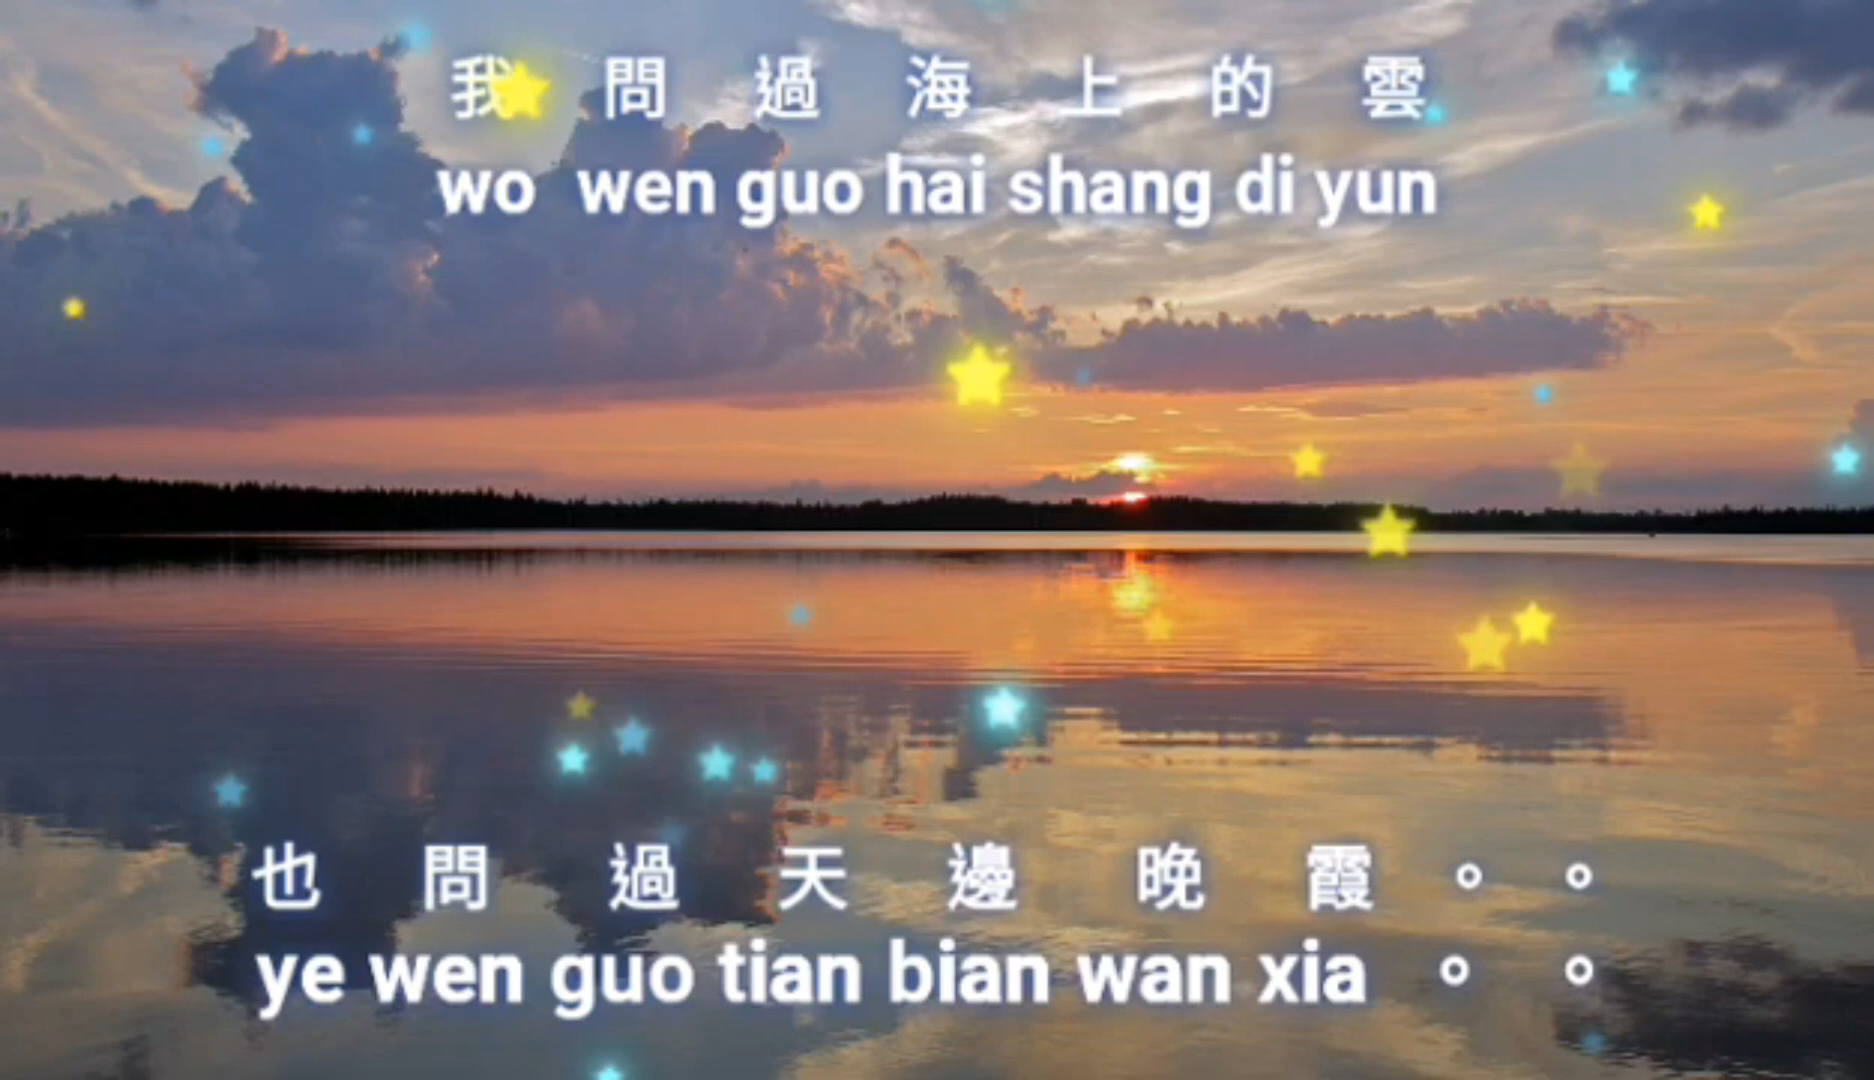 我 問 過 海 上 的 雲
wo wen guo hai shang di yun
也 問 過 天 邊 晚 霞 。 。
ye wen guo tian bian wan xia 。 。